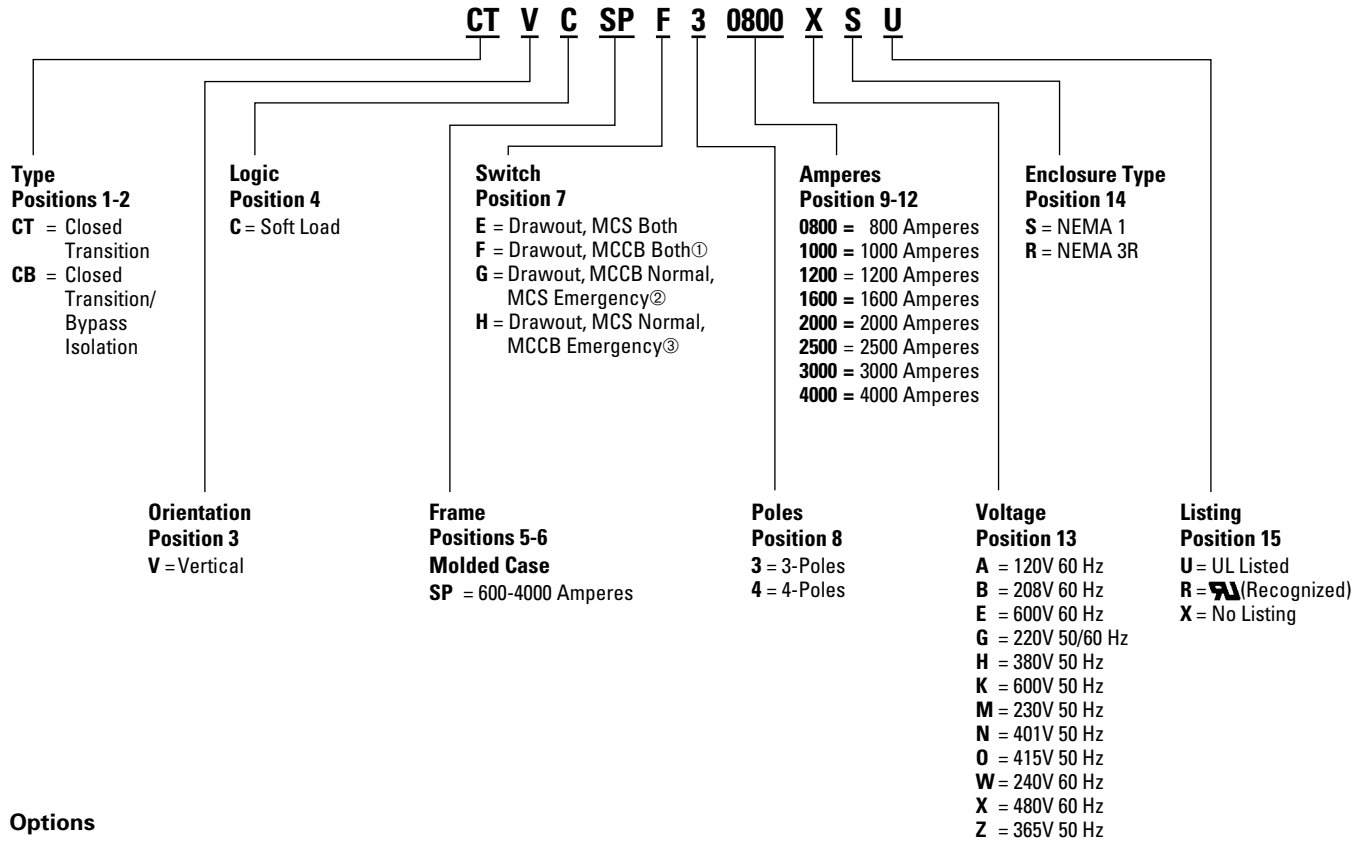 CT V C SP F 3 0800 X S U
Type
Positions 1-2
CT = Closed
Transition
CB = Closed
Transition/
Bypass
Isolation
Logic
Position 4
C = Soft Load
Switch
Position 7
E = Drawout, MCS Both
F = Drawout, MCCB Both①
G = Drawout, MCCB Normal,
MCS Emergency②
H = Drawout, MCS Normal,
MCCB Emergency③
Amperes
Position 9-12
0800 = 800 Amperes
1000 = 1000 Amperes
1200 = 1200 Amperes
1600 = 1600 Amperes
2000 = 2000 Amperes
2500 = 2500 Amperes
3000 = 3000 Amperes
4000 = 4000 Amperes
Enclosure Type
Position 14
S = NEMA 1
R = NEMA 3R
Orientation
Position 3
V = Vertical
Frame
Positions 5-6
Molded Case
SP = 600-4000 Amperes
Poles
Position 8
3 = 3-Poles
4 = 4-Poles
Voltage
Position 13
A = 120V 60 Hz
B = 208V 60 Hz
E = 600V 60 Hz
G = 220V 50/60 Hz
H = 380V 50 Hz
K = 600V 50 Hz
M = 230V 50 Hz
N = 401V 50 Hz
O = 415V 50 Hz
W = 240V 60 Hz
X = 480V 60 Hz
Z = 365V 50 Hz
Listing
Position 15
U = UL Listed
R = (Recognized)
X = No Listing
Options